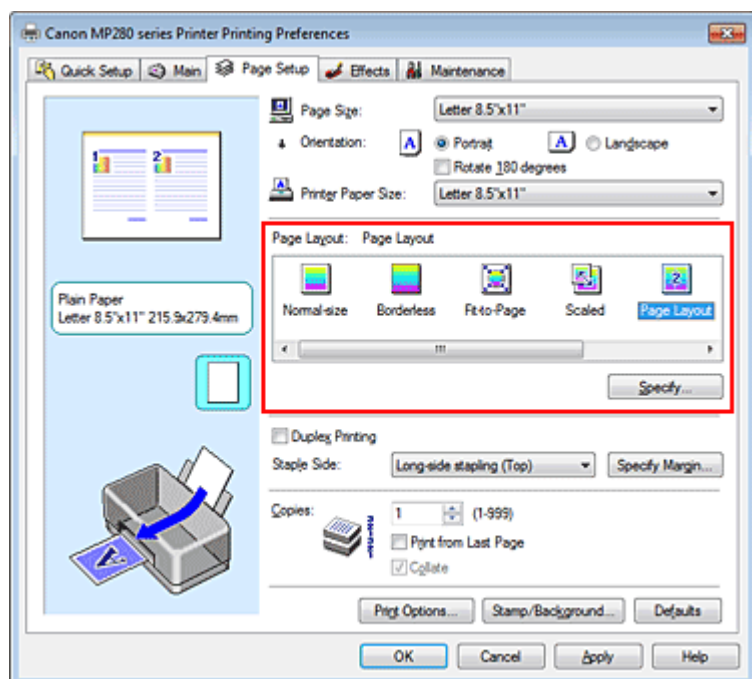 Canon MP280 series Printer Printing Preferences
Quick Setup Main Page Setup Effects Maintenance
Page Size: Letter 8.5"x11"
Orientation: A Portrait A Landscape
Rotate 180 degrees
Printer Paper Size: Letter 8.5"x11"
1 2
Page Layout: Page Layout
Normal-size Borderless Fit-to-Page Scaled Page Layout
Plain Paper
Letter 8.5"x11" 215.9x279.4mm
Specify...
Duplex Printing
Staple Side: Long-side stapling (Top) Specify Margin...
Copies: 1 (1-999)
Print from Last Page
Collate
Print Options... Stamp/Background... Defaults
OK Cancel Apply Help